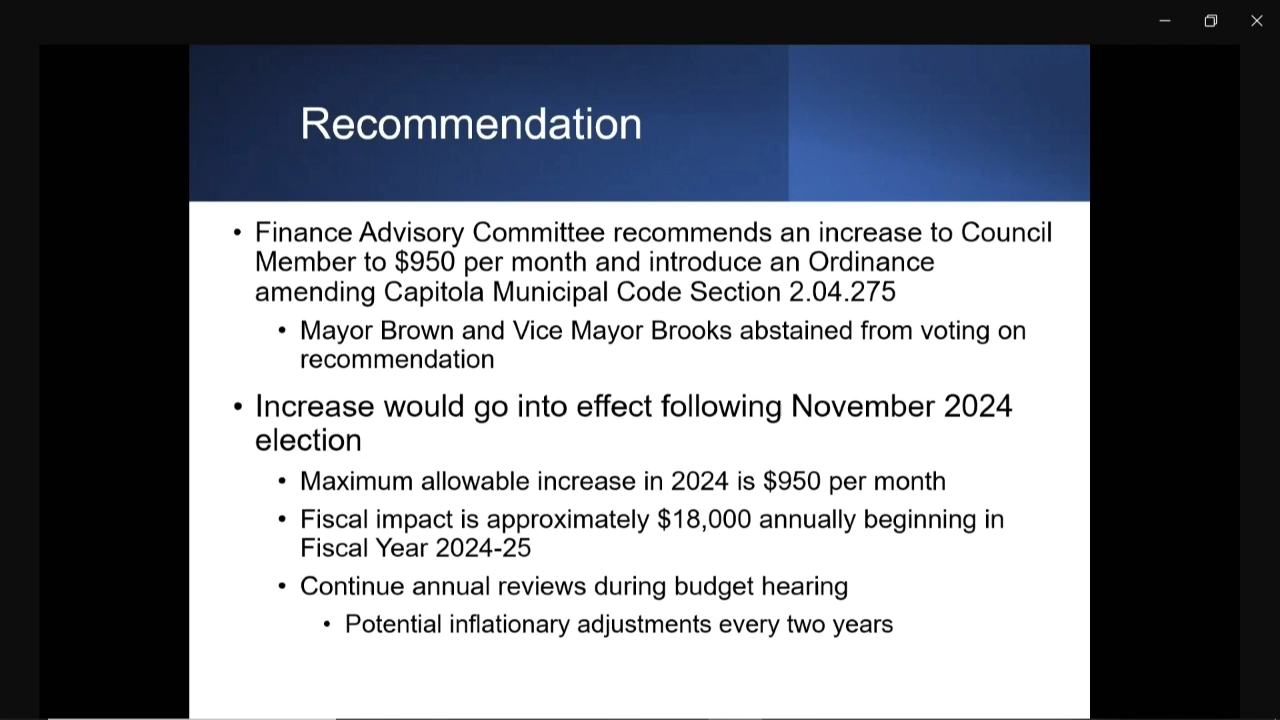 Recommendation
• Finance Advisory Committee recommends an increase to Council
Member to $950 per month and introduce an Ordinance
amending Capitola Municipal Code Section 2.04.275
• Mayor Brown and Vice Mayor Brooks abstained from voting on
recommendation
• Increase would go into effect following November 2024
election
• Maximum allowable increase in 2024 is $950 per month
• Fiscal impact is approximately $18,000 annually beginning in
Fiscal Year 2024-25
• Continue annual reviews during budget hearing
• Potential inflationary adjustments every two years